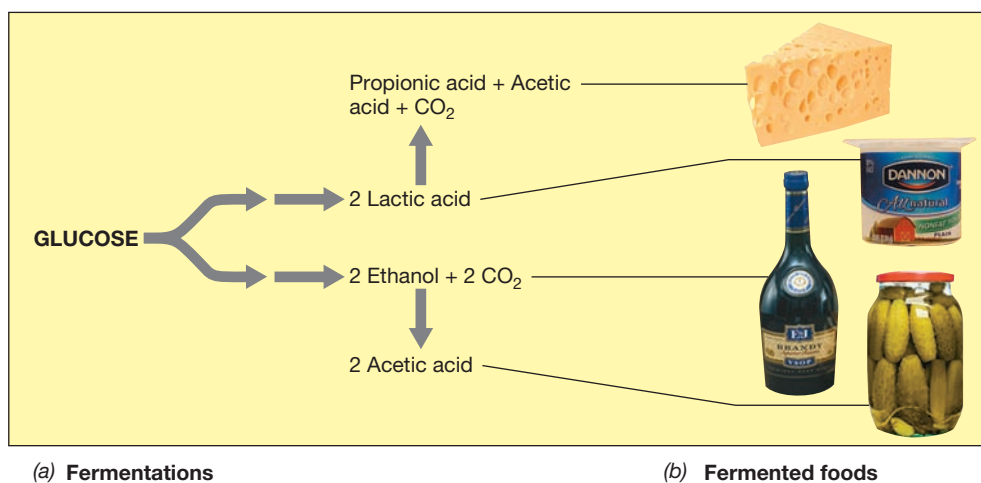 Propionic acid + Acetic
acid + CO₂
2 Lactic acid
GLUCOSE
2 Ethanol + 2 CO₂
2 Acetic acid
DANNON
All natural
PLAIN
E&J
BRANDY
VSOP
(a) Fermentations
(b) Fermented foods